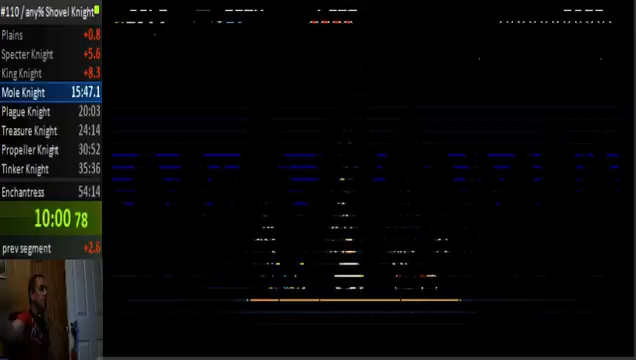 #110 / any% Shovel Knight
Plains +0.8
Specter Knight +5.6
King Knight +8.3
Mole Knight 15:47.1
Plague Knight 20:03
Treasure Knight 24:14
Propeller Knight 30:52
Tinker Knight 35:36
Enchantress 54:14
10:00 78
prev segment +2.6